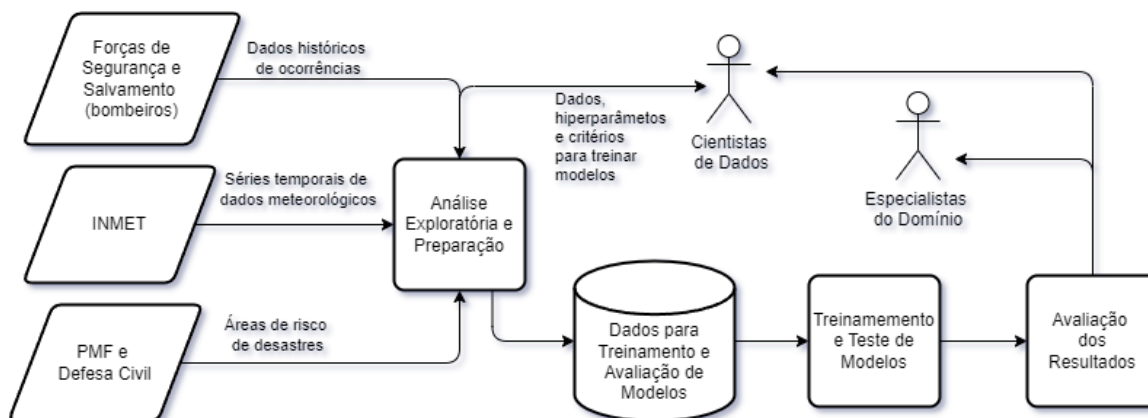 Forças de
Segurança e
Salvamento
(bombeiros)
Dados históricos
de ocorrências
Dados,
hiperparâmetos
e critérios
para treinar
modelos
Cientistas
de Dados
Especialistas
do Domínio
INMET
Séries temporais de
dados meteorológicos
Análise
Exploratória e
Preparação
PMF e
Defesa Civil
Áreas de risco
de desastres
Dados para
Treinamento e
Avaliação de
Modelos
Treinamemento
e Teste de
Modelos
Avaliação
dos
Resultados